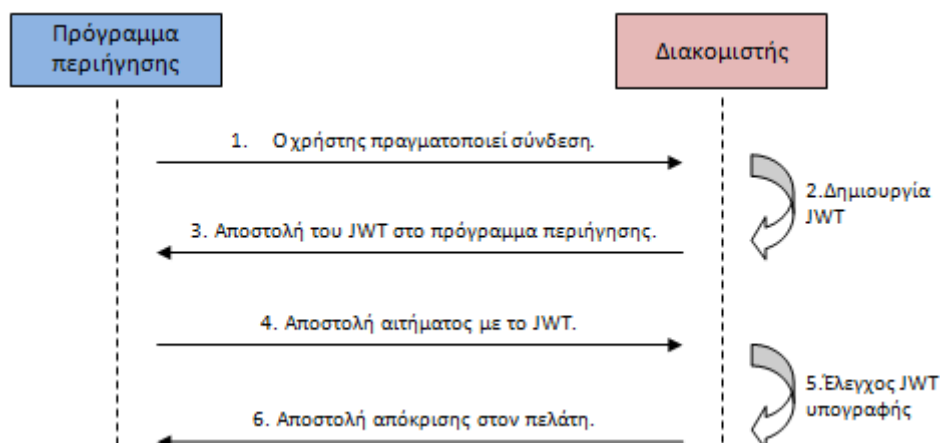 Πρόγραμμα
περιήγησης
Διακομιστής
1. Ο χρήστης πραγματοποιεί σύνδεση.
2.Δημιουργία
JWT
3. Αποστολή του JWT στο πρόγραμμα περιήγησης.
4. Αποστολή αιτήματος με το JWT.
5.Έλεγχος JWT
υπογραφής
6. Αποστολή απόκρισης στον πελάτη.